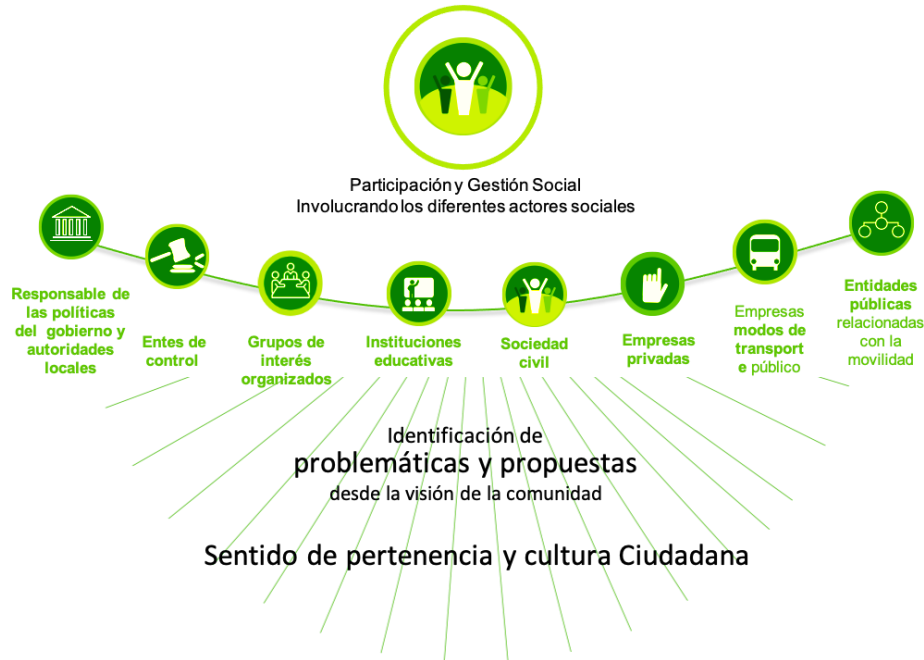 Participación y Gestión Social
Involucrando los diferentes actores sociales
Responsable de
las políticas
del gobierno y
autoridades
locales
Entes de
control
Grupos de
interés
organizados
Instituciones
educativas
Sociedad
civil
Empresas
privadas
Empresas
modos de
transport
e público
Entidades
públicas
relacionadas
con la
movilidad
Identificación de
problemáticas y propuestas
desde la visión de la comunidad
Sentido de pertenencia y cultura Ciudadana